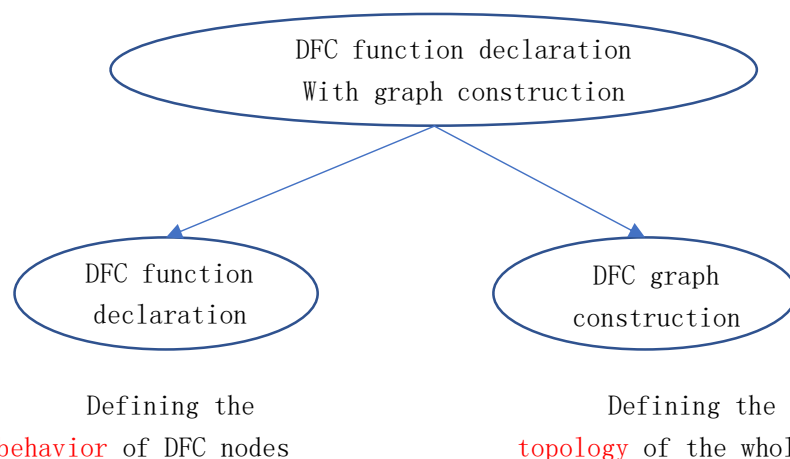 DFC function declaration
With graph construction
DFC function
declaration
DFC graph
construction
Defining the
behavior of DFC nodes
Defining the
topology of the whol